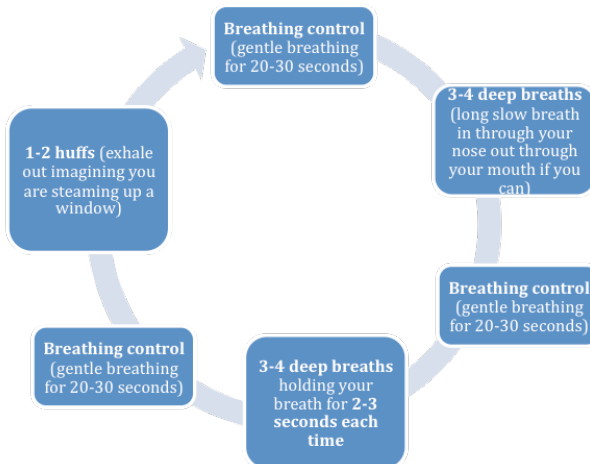 Breathing control
(gentle breathing
for 20-30 seconds)
3-4 deep breaths
(long slow breath
in through your
nose out through
your mouth if you
can)
Breathing control
(gentle breathing
for 20-30 seconds)
3-4 deep breaths
holding your
breath for 2-3
seconds each
time
Breathing control
(gentle breathing
for 20-30 seconds)
1-2 huffs (exhale
out imagining you
are steaming up a
window)